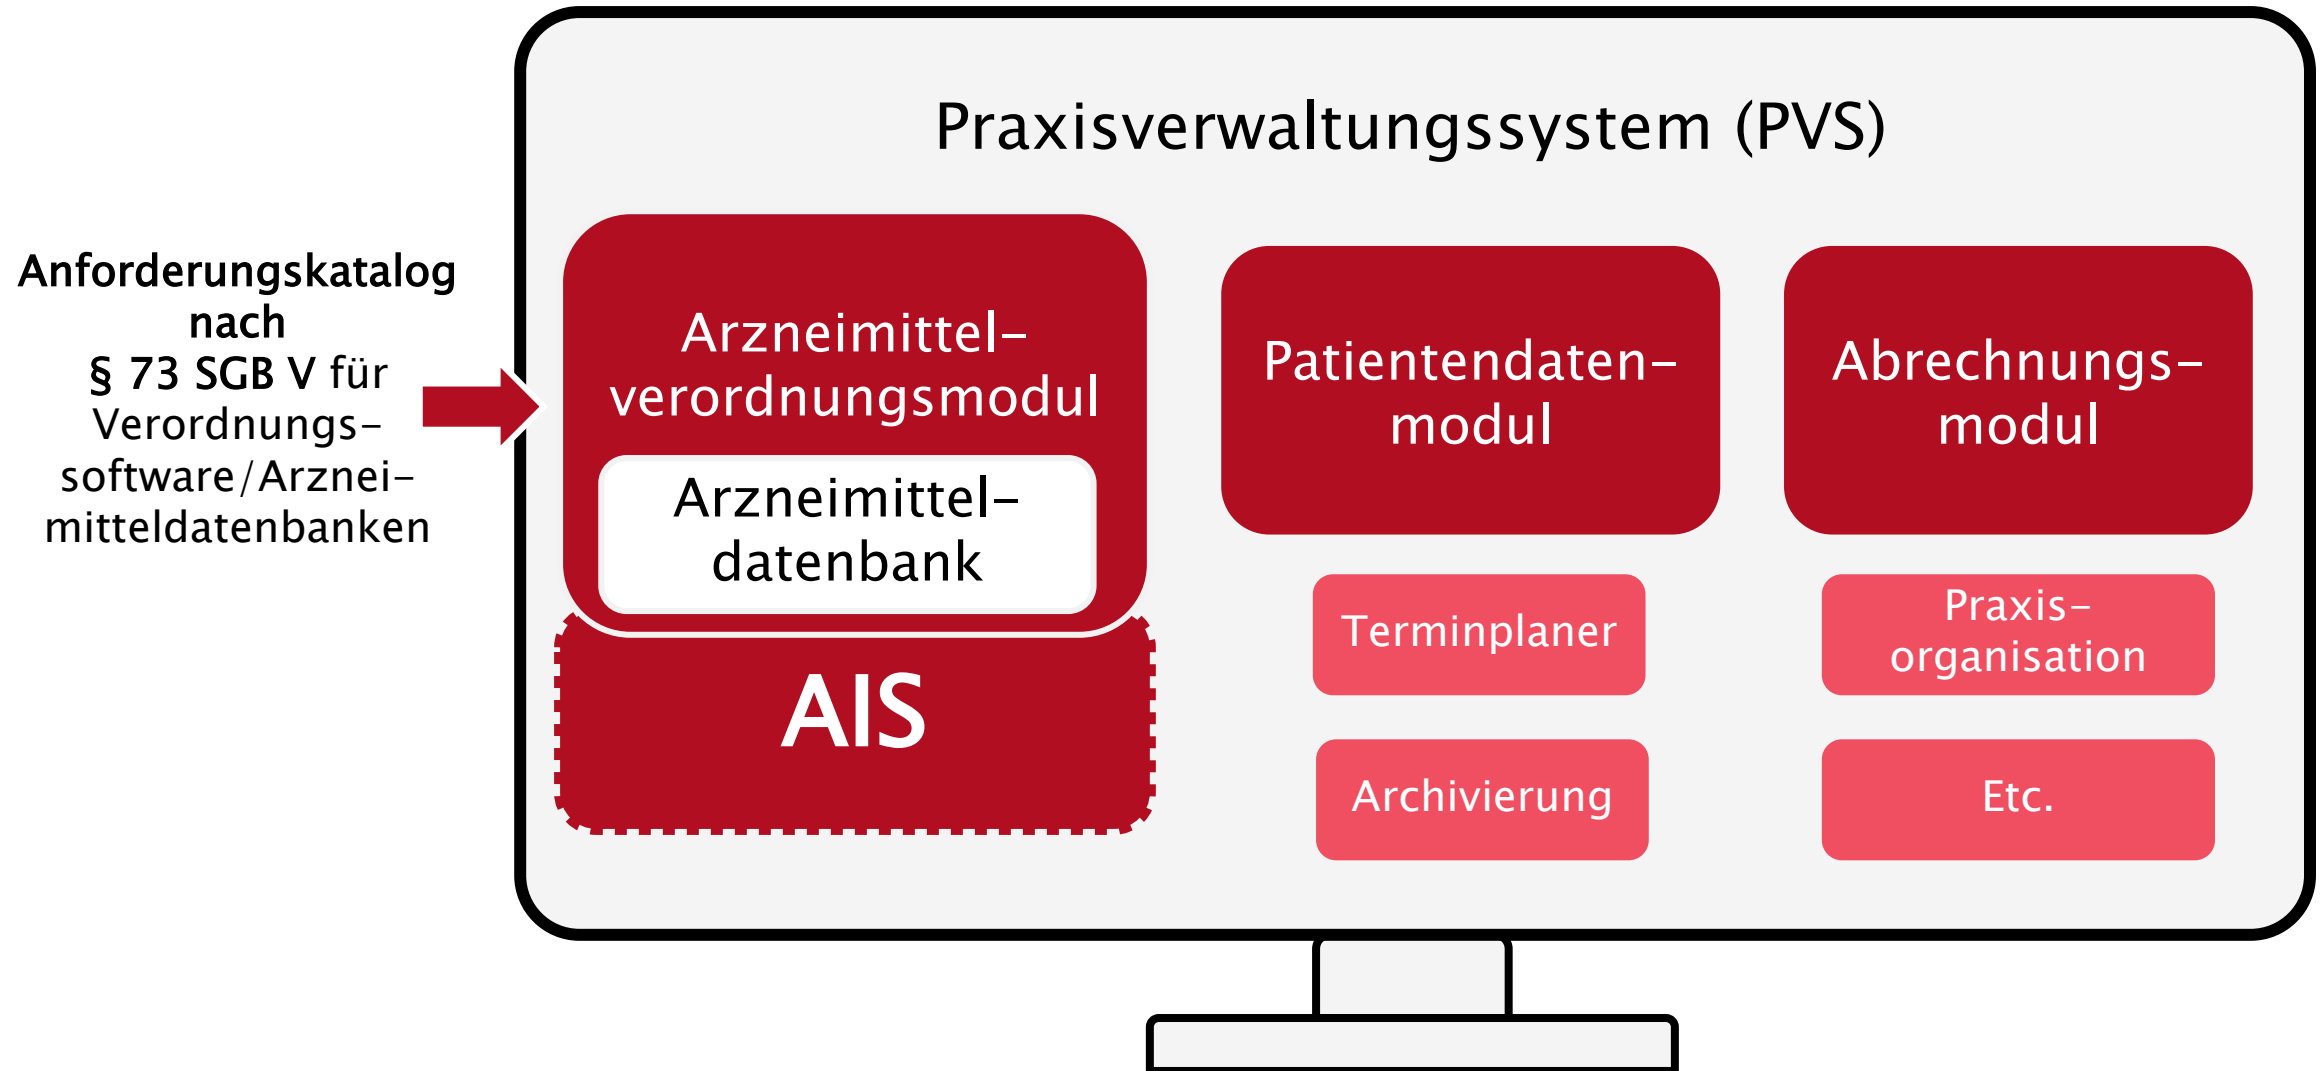 Praxisverwaltungssystem (PVS)
Anforderungskatalog
nach
§ 73 SGB V für
Verordnungs-
software/Arznei-
mitteldatenbanken
Arzneimittel-
verordnungsmodul
Arzneimittel-
datenbank
AIS
Patientendaten-
modul
Abrechnungs-
modul
Terminplaner
Praxis-
organisation
Archivierung
Etc.